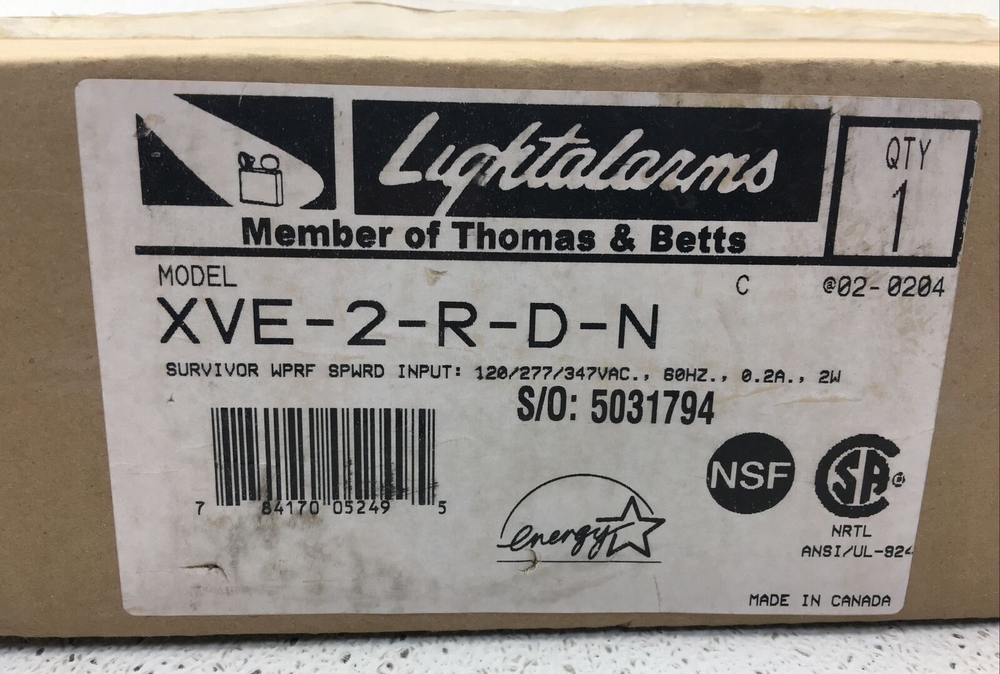 Lightalarms
QTY
1
Member of Thomas & Betts
MODEL
C @02-0204
XVE-2-R-D-N
SURVIVOR WPRF SPWRD INPUT: 120/277/347VAC., 60HZ., 0.2A., 2W
S/O: 5031794
7 84170 05249 5
energy
NSF
SA
NRTL
ANSI/UL-924
MADE IN CANADA